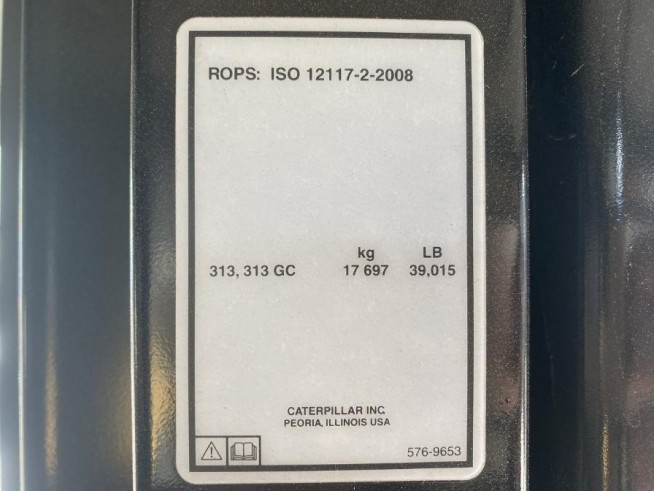 ROPS: ISO 12117-2-2008
kg LB
313, 313 GC 17 697 39,015
CATERPILLAR INC.
PEORIA, ILLINOIS USA
576-9653